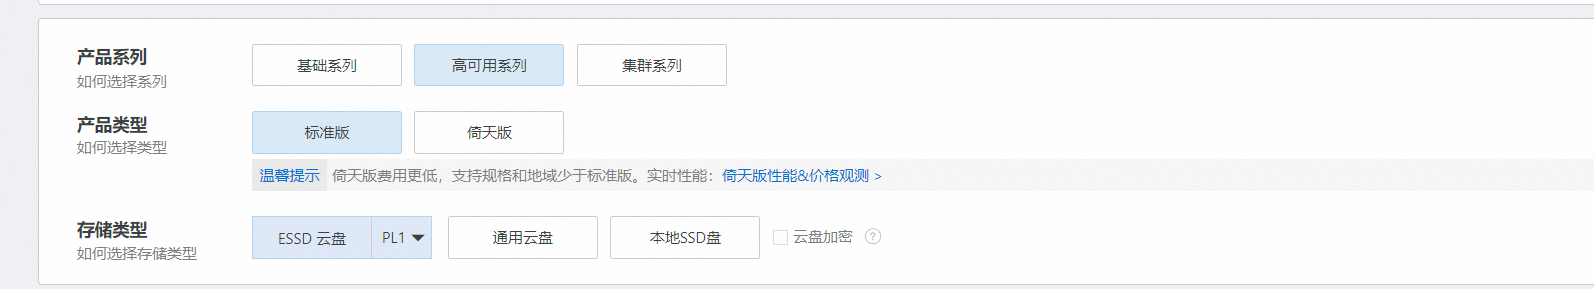 产品系列 基础系列 高可用系列 集群系列
如何选择系列
产品类型 标准版 倚天版
如何选择类型
温馨提示 倚天版费用更低，支持规格和地域少于标准版。实时性能：倚天版性能&价格观测 >
存储类型 ESSD 云盘 PL1 通用云盘 本地SSD盘 云盘加密 ?
如何选择存储类型